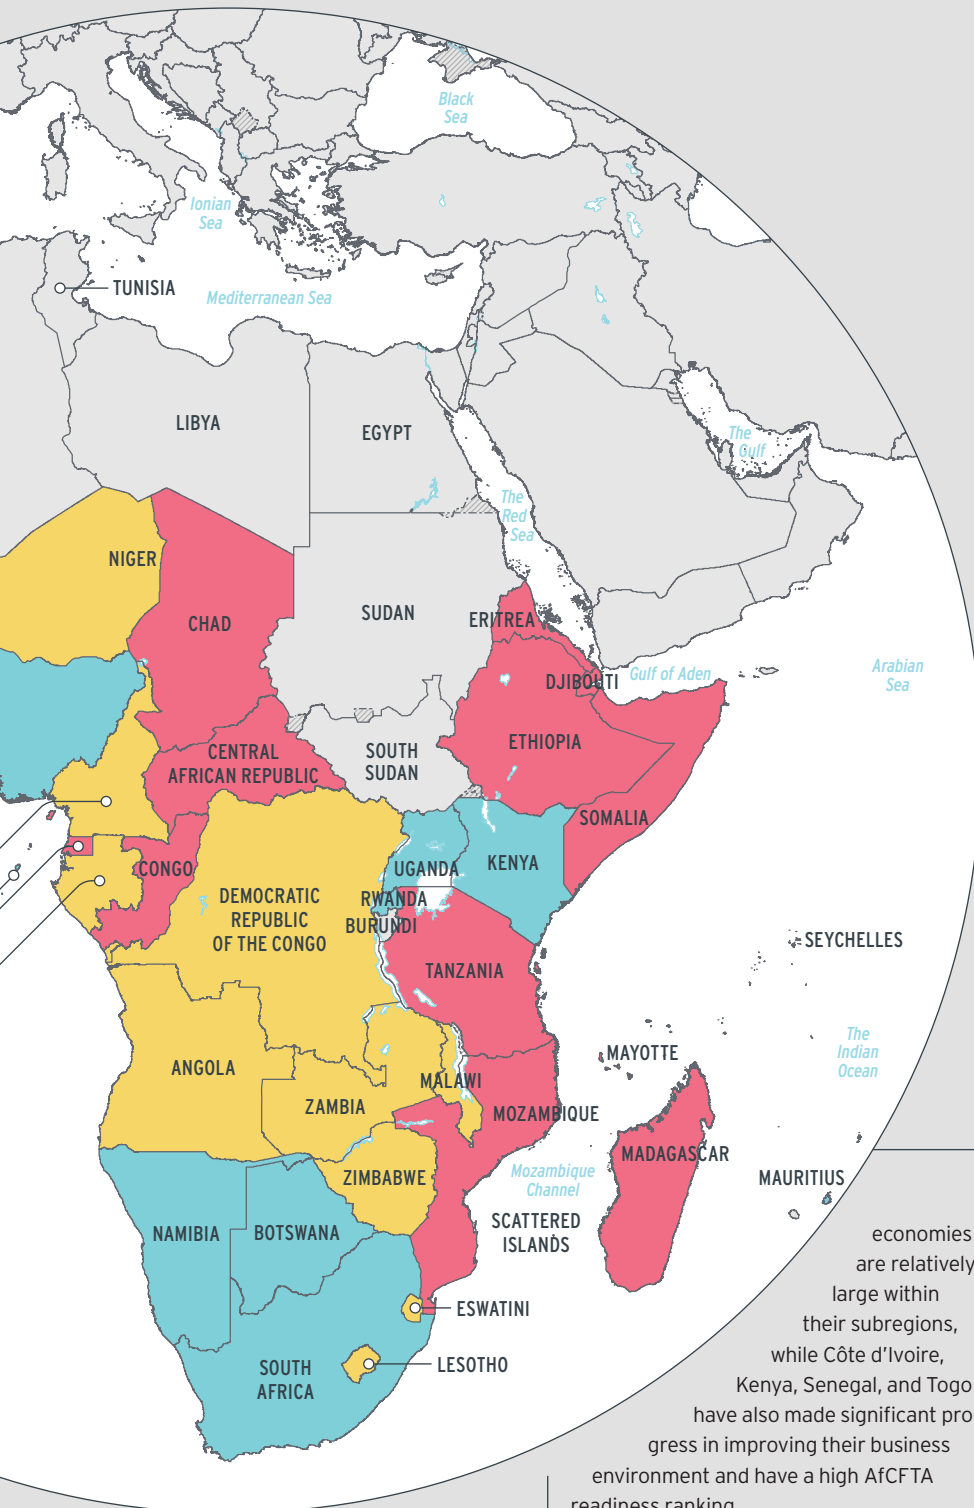 Black
Sea
Ionian
Sea
TUNISIA
Mediterranean Sea
LIBYA
EGYPT
The
Gulf
The
Red
Sea
NIGER
CHAD
SUDAN
ERITREA
DJIBOUTI
Gulf of Aden
Arabian
Sea
CENTRAL
AFRICAN REPUBLIC
SOUTH
SUDAN
ETHIOPIA
SOMALIA
CONGO
UGANDA
KENYA
DEMOCRATIC
REPUBLIC
OF THE CONGO
RWANDA
BURUNDI
TANZANIA
SEYCHELLES
ANGOLA
MAYOTTE
The
Indian
Ocean
MALAWI
ZAMBIA
MOZAMBIQUE
MADAGASCAR
ZIMBABWE
Mozambique
Channel
MAURITIUS
NAMIBIA
BOTSWANA
SCATTERED
ISLANDS
ESWATINI
SOUTH
AFRICA
LESOTHO
economies
are relatively
large within
their subregions,
while Côte d'Ivoire,
Kenya, Senegal, and Togo
have also made significant pro
gress in improving their business
environment and have a high AfCFTA
readiness ranking